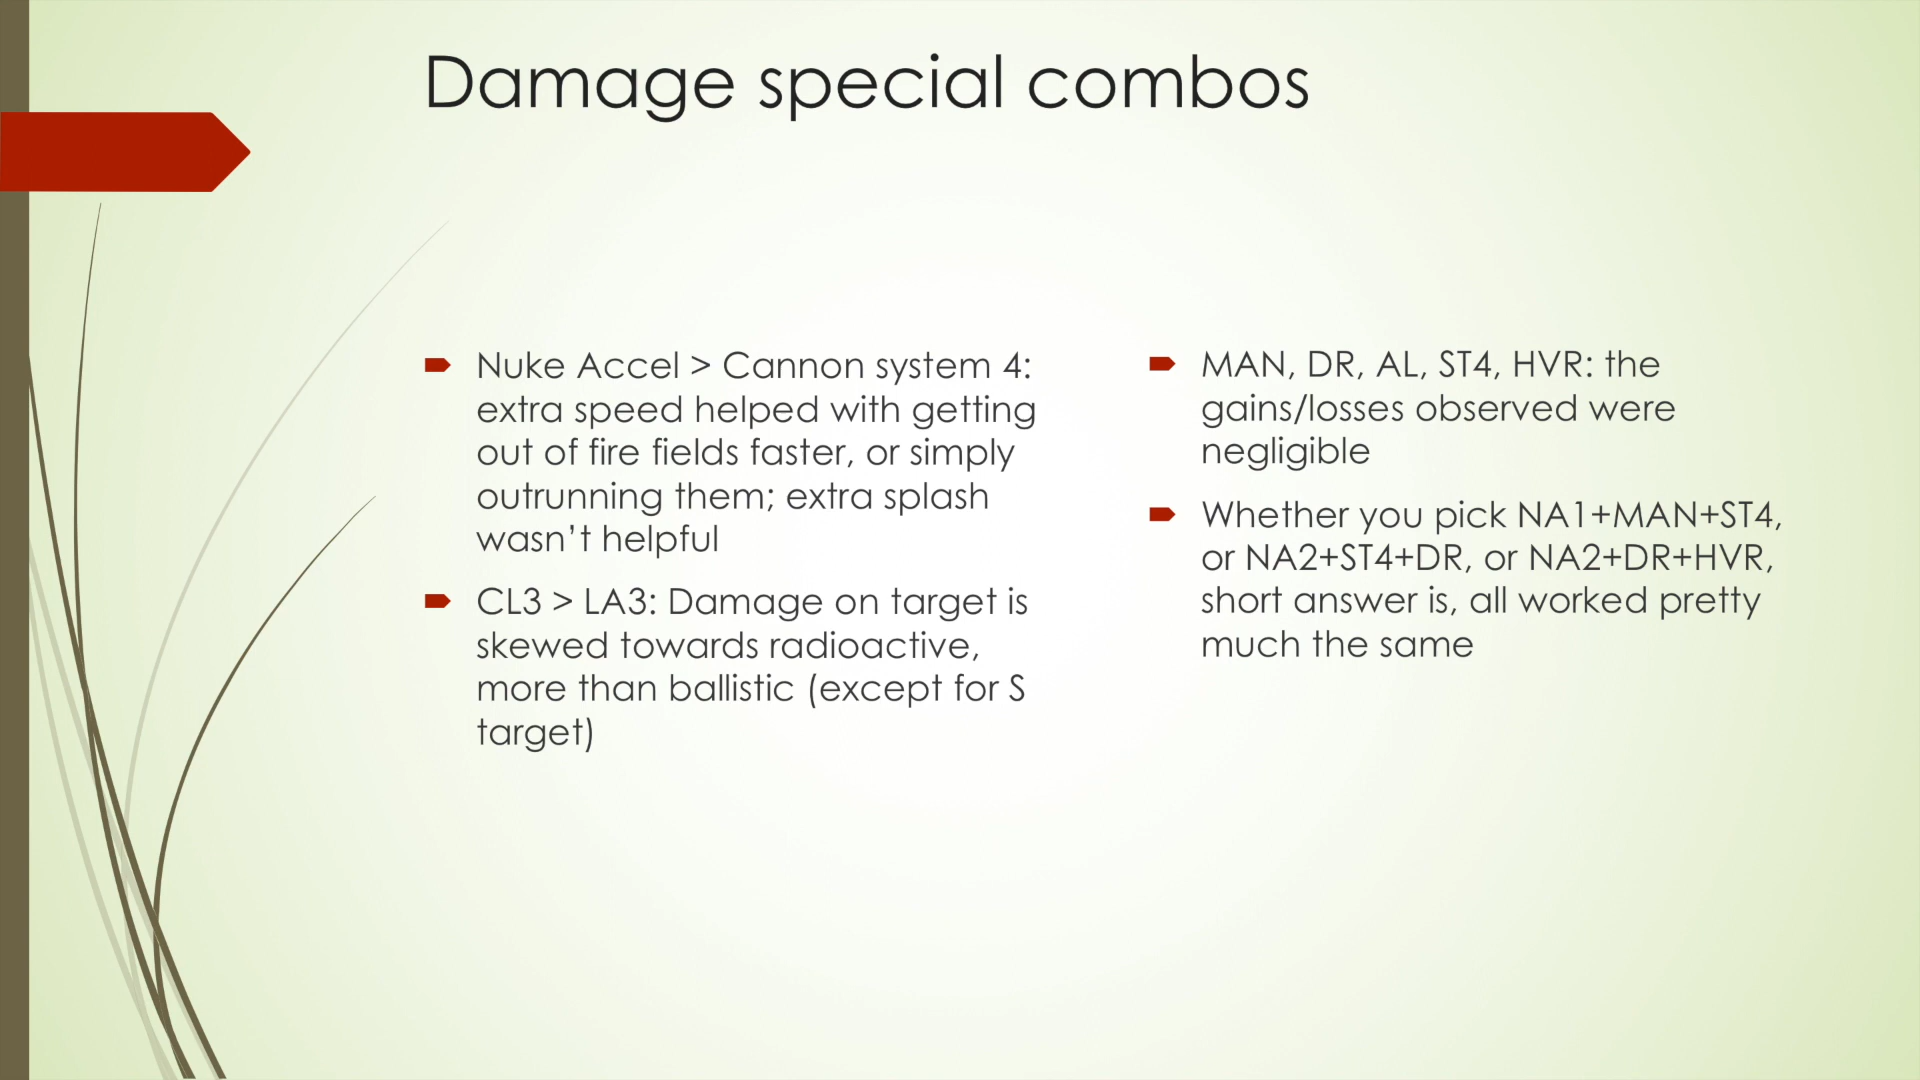 Damage special combos
Nuke Accel > Cannon system 4:
extra speed helped with getting
out of fire fields faster, or simply
outrunning them; extra splash
wasn’t helpful
CL3 > LA3: Damage on target is
skewed towards radioactive,
more than ballistic (except for S
target)
MAN, DR, AL, ST4, HVR: the
gains/losses observed were
negligible
Whether you pick NA1+MAN+ST4,
or NA2+ST4+DR, or NA2+DR+HVR,
short answer is, all worked pretty
much the same